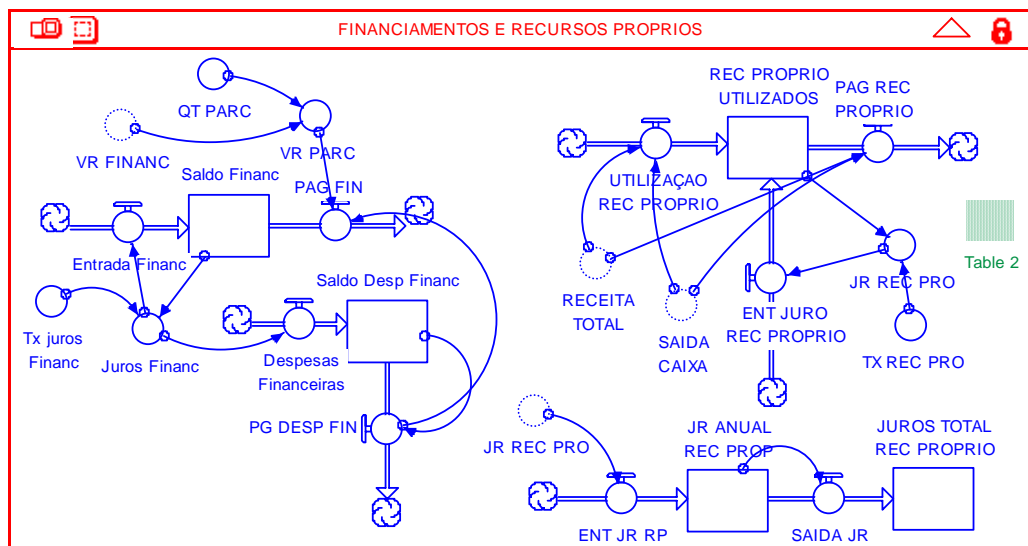 FINANCIAMENTOS E RECURSOS PROPRIOS
QT PARC
VR FINANC
VR PARC
Saldo Financ
PAG FIN
Entrada Financ
Saldo Desp Financ
Tx juros
Financ
Juros Financ
Despesas
Financeiras
PG DESP FIN
REC PROPRIO
UTILIZADOS
PAG REC
PROPRIO
UTILIZAÇAO
REC PROPRIO
RECEITA
TOTAL
SAIDA
CAIXA
ENT JURO
REC PROPRIO
JR REC PRO
TX REC PRO
Table 2
JR REC PRO
JR ANUAL
REC PROP
JUROS TOTAL
REC PROPRIO
ENT JR RP
SAIDA JR